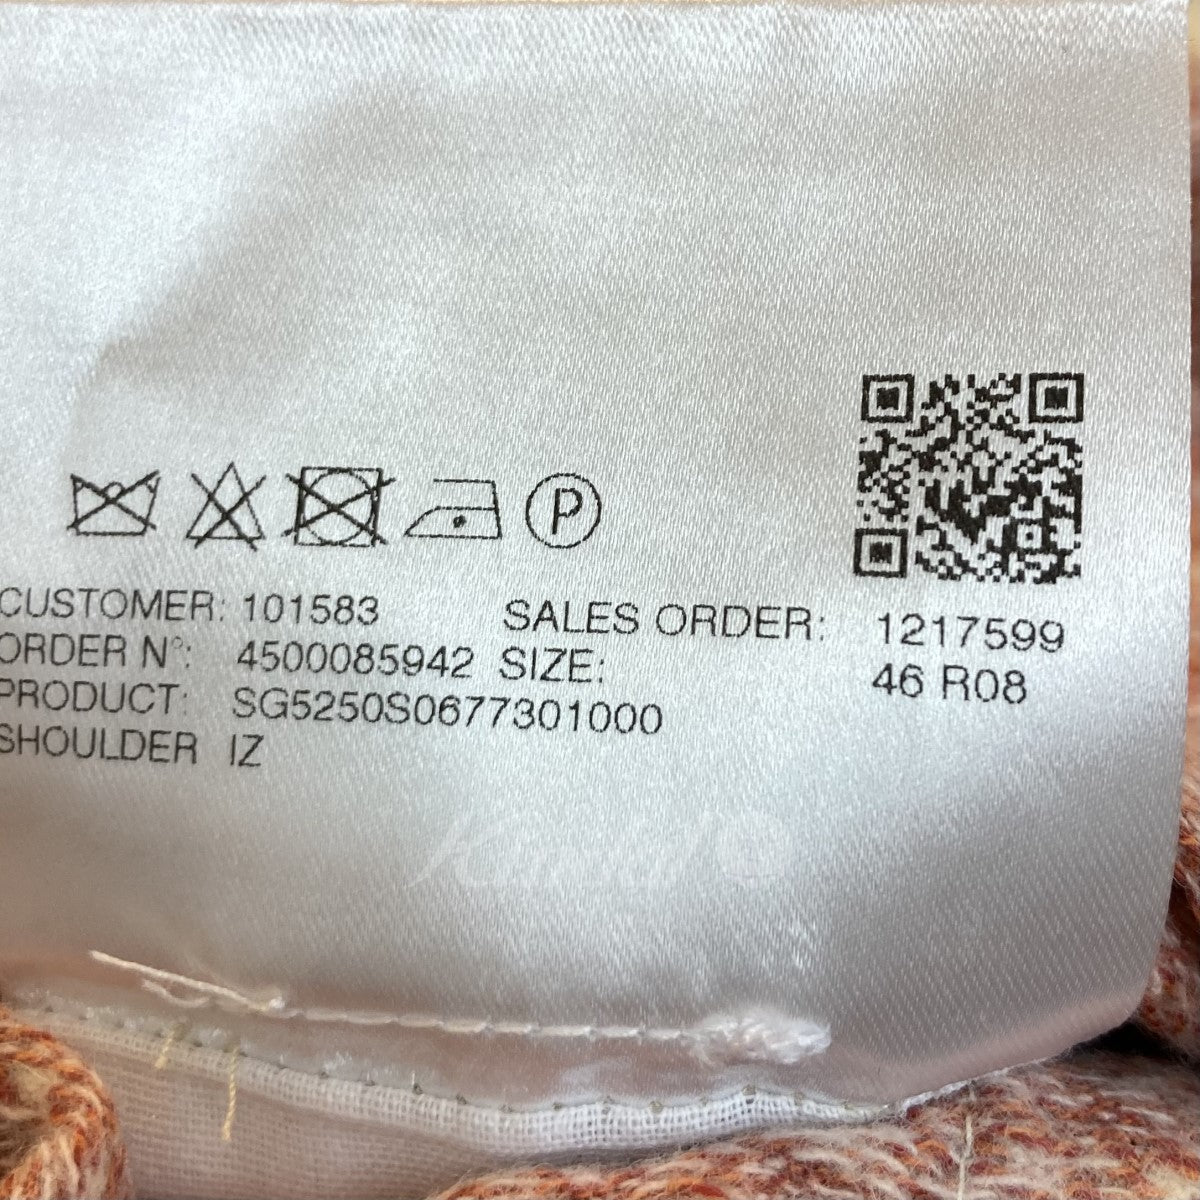 P
CUSTOMER: 101583 SALES ORDER: 1217599
ORDER N°: 4500085942 SIZE: 46 R08
PRODUCT: SG5250S0677301000
SHOULDER IZ